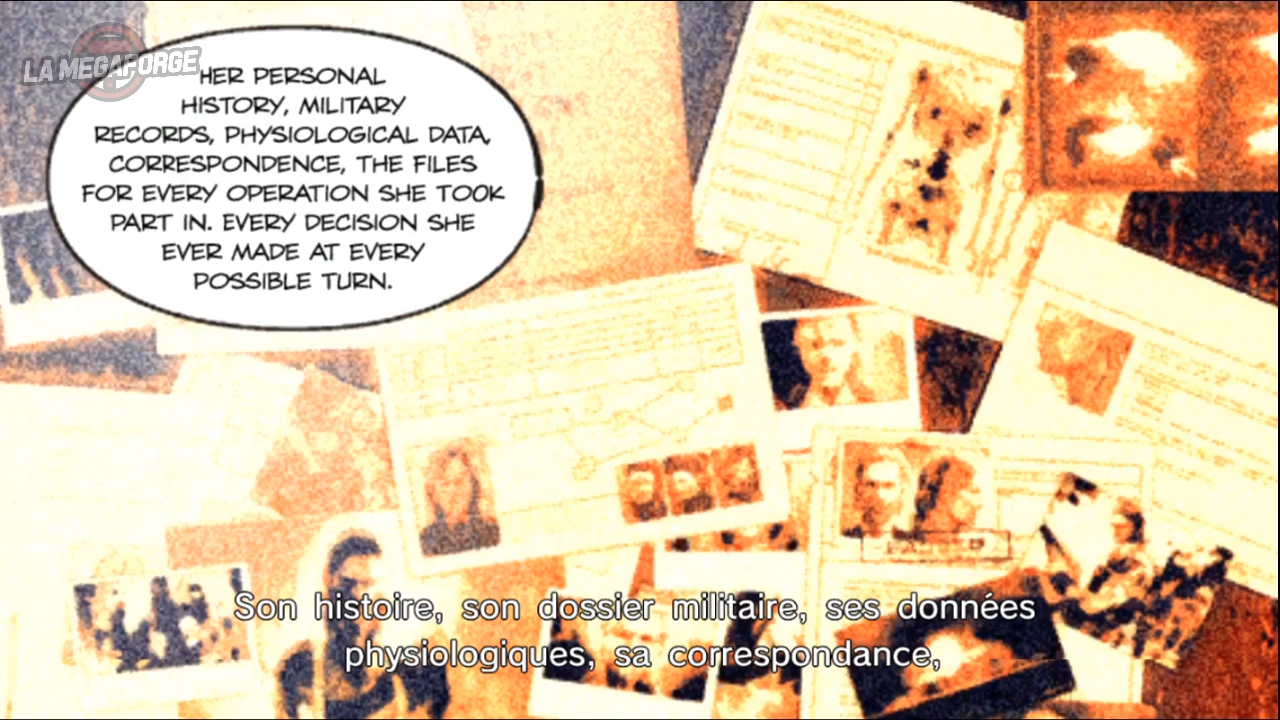 LA MEGAFORGE
HER PERSONAL
HISTORY, MILITARY
RECORDS, PHYSIOLOGICAL DATA,
CORRESPONDENCE, THE FILES
FOR EVERY OPERATION SHE TOOK
PART IN. EVERY DECISION SHE
EVER MADE AT EVERY
POSSIBLE TURN.
Son histoire, son dossier militaire, ses données
physiologiques, sa correspondance,